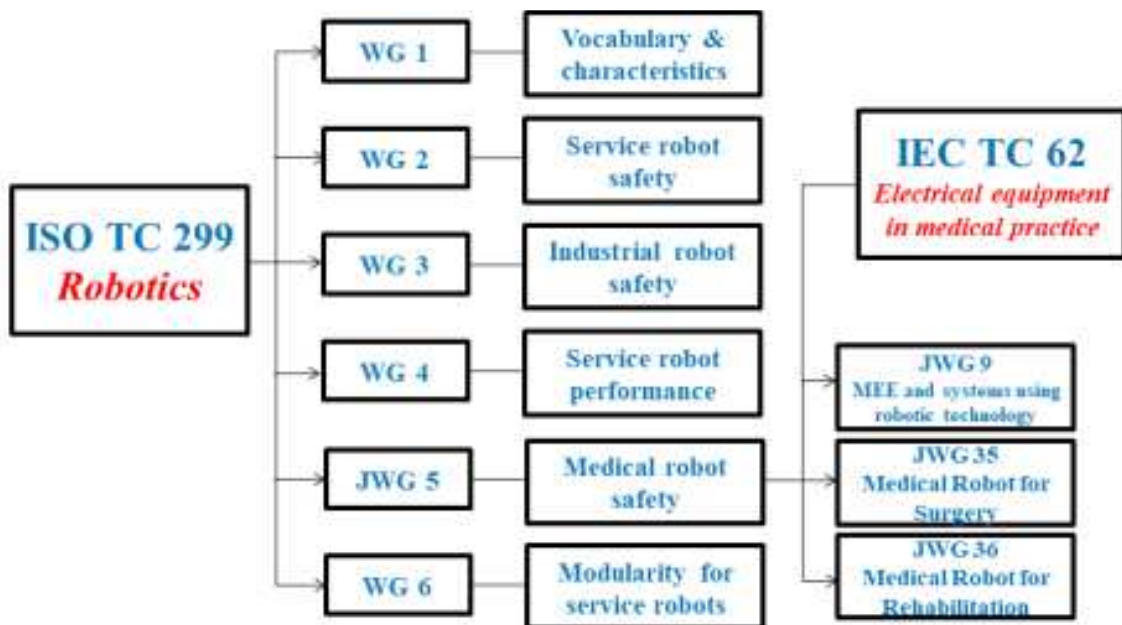 ISO TC 299
Robotics
WG 1
Vocabulary &
characteristics
WG 2
Service robot
safety
WG 3
Industrial robot
safety
WG 4
Service robot
performance
JWG 5
Medical robot
safety
WG 6
Modularity for
service robots
IEC TC 62
Electrical equipment
in medical practice
JWG 9
MEE and systems using
robotic technology
JWG 35
Medical Robot for
Surgery
JWG 36
Medical Robot for
Rehabilitation